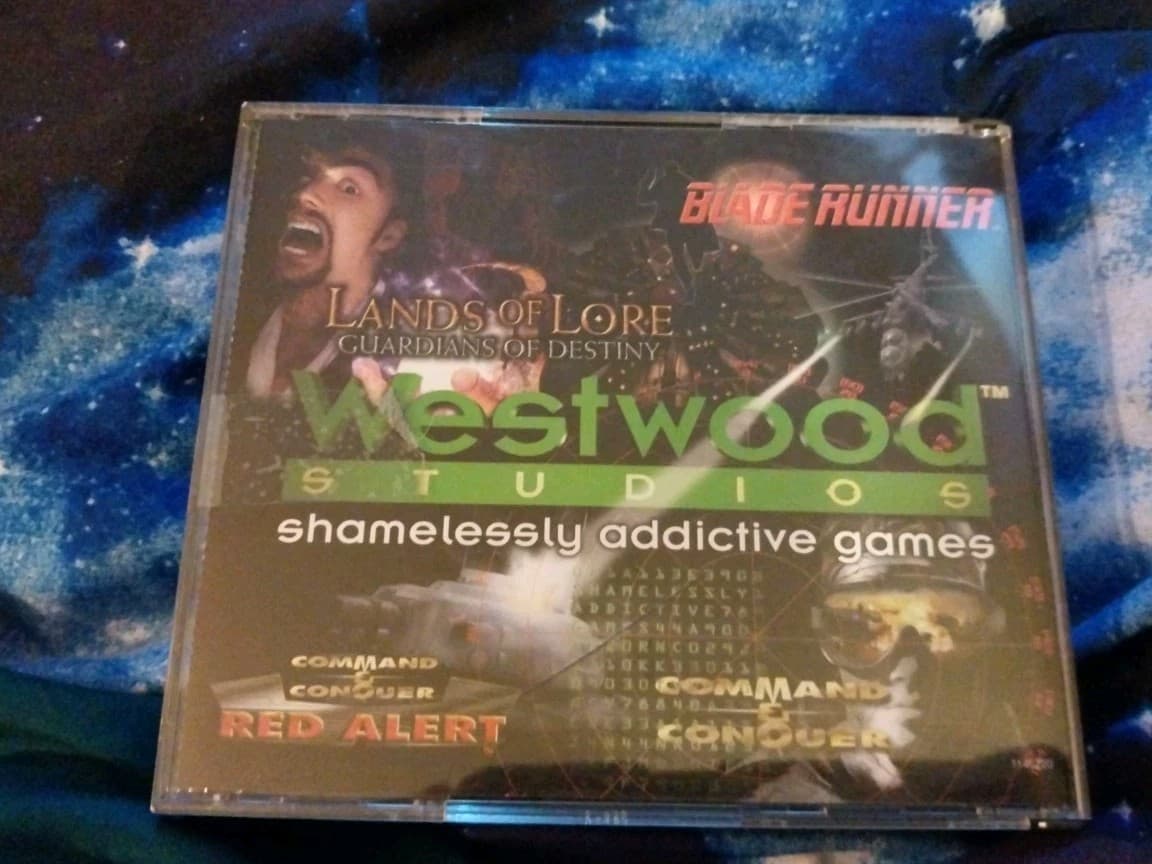 BLADE RUNNER
LANDS OF LORE
GUARDIANS OF DESTINY
Westwood™
STUDIOS
shamelessly addictive games
COMMAND
&
CONQUER
RED ALERT
COMMAND
&
CONQUER